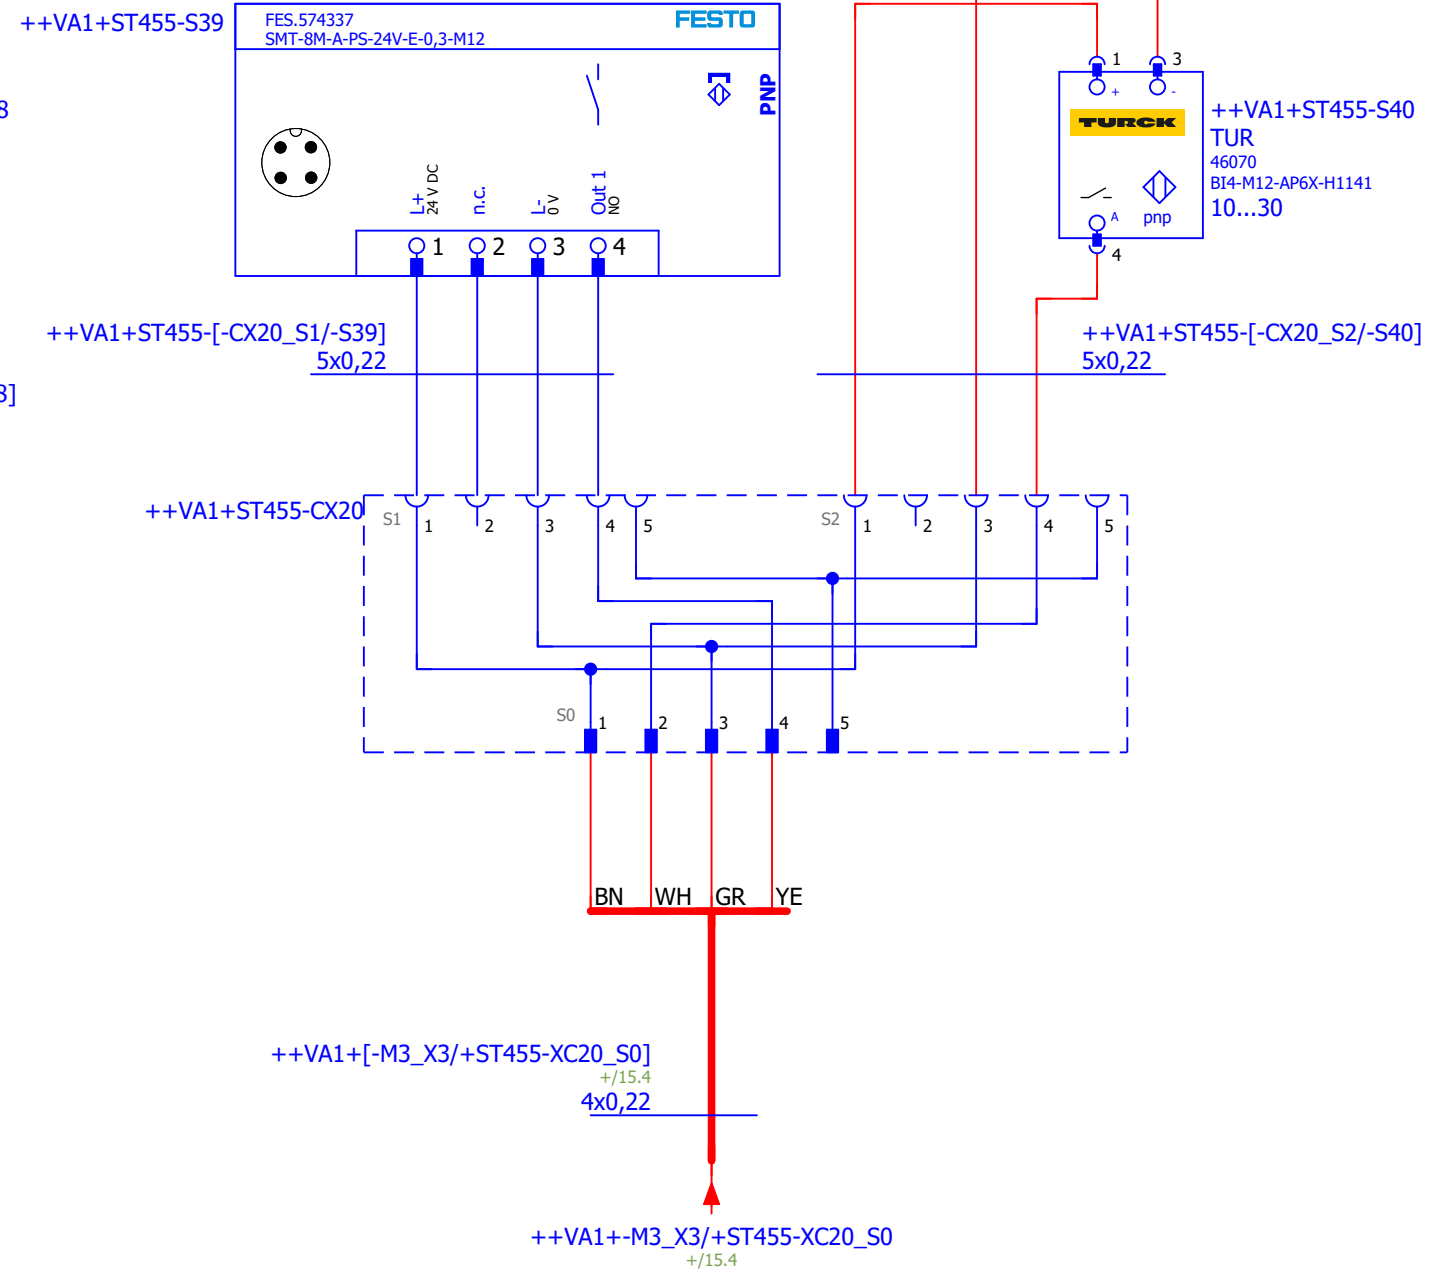 ++VA1+ST455-S39
FES.574337
SMT-8M-A-PS-24V-E-0,3-M12
FESTO
PNP
L+
24 V DC
n.c.
L-
0 V
Out 1
NO
1
2
3
4
8
1
3
+
-
TURCK
A
pnp
4
++VA1+ST455-S40
TUR
46070
BI4-M12-AP6X-H1141
10...30
++VA1+ST455-[-CX20_S1/-S39]
5x0,22
++VA1+ST455-[-CX20_S2/-S40]
5x0,22
8]
++VA1+ST455-CX20
S1
1
2
3
4
5
S2
1
2
3
4
5
S0
1
2
3
4
5
BN
WH
GR
YE
++VA1+[-M3_X3/+ST455-XC20_S0]
+/15.4
4x0,22
++VA1+-M3_X3/+ST455-XC20_S0
+/15.4